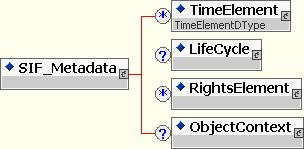 TimeElement
TimeElementDType
LifeCycle
SIF_Metadata
RightsElement
ObjectContext